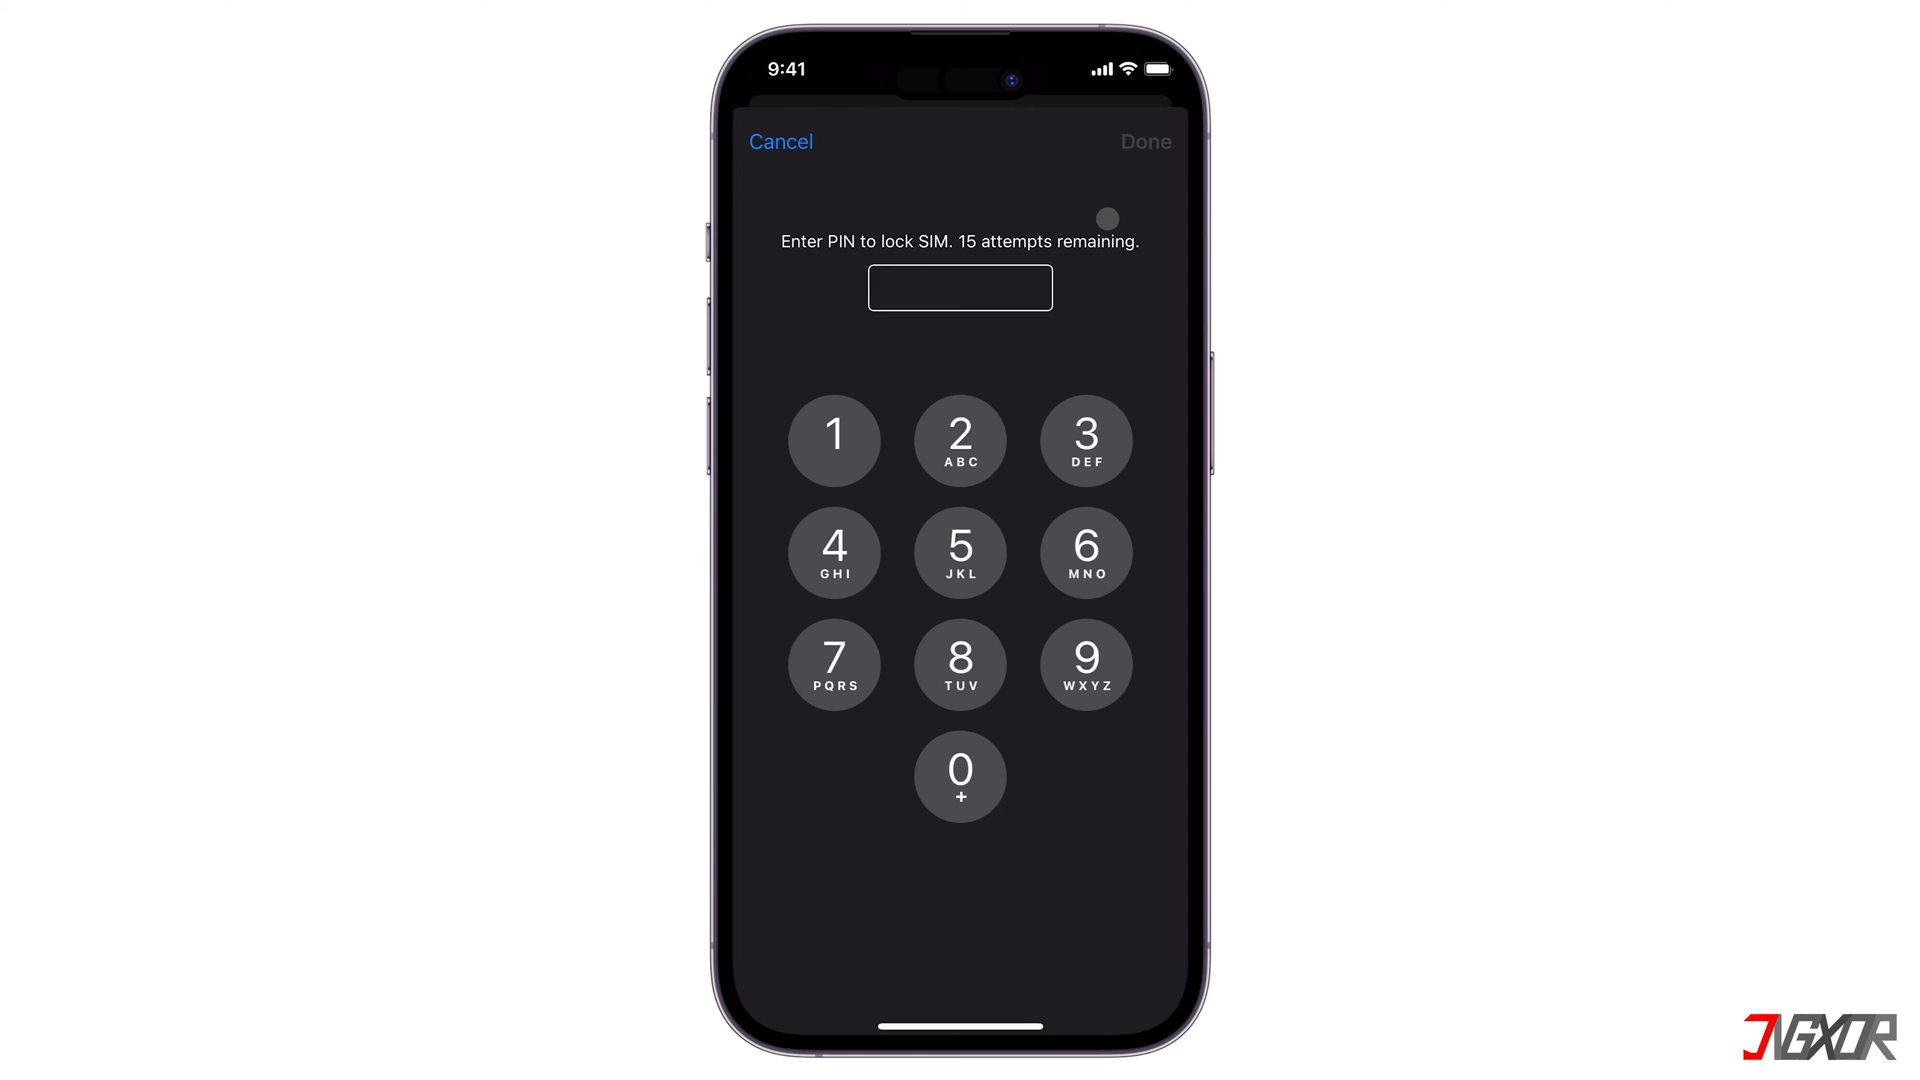 9:41
Cancel
Done
Enter PIN to lock SIM. 15 attempts remaining.
1
2
ABC
3
DEF
4
GHI
5
JKL
6
MNO
7
PQRS
8
TUV
9
WXYZ
0
+
JVGXOR